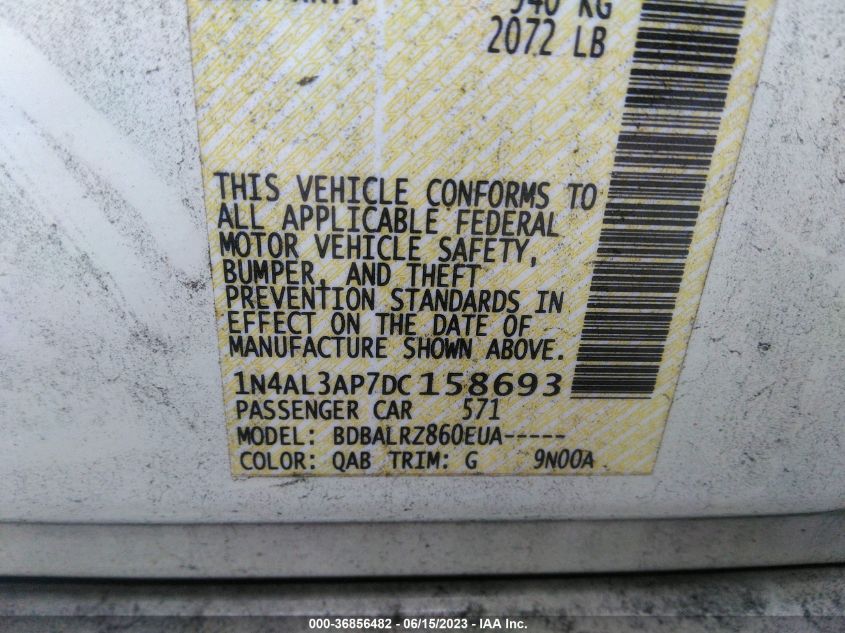 940 KG
2072 LB
THIS VEHICLE CONFORMS TO
ALL APPLICABLE FEDERAL
MOTOR VEHICLE SAFETY,
BUMPER, AND THEFT
PREVENTION STANDARDS IN
EFFECT ON THE DATE OF
MANUFACTURE SHOWN ABOVE.
1N4AL3AP7DC158693
PASSENGER CAR 571
MODEL: BDBALRZ860EUA-----
COLOR: QAB TRIM: G 9N00A
000-36856482 - 06/15/2023 - IAA Inc.